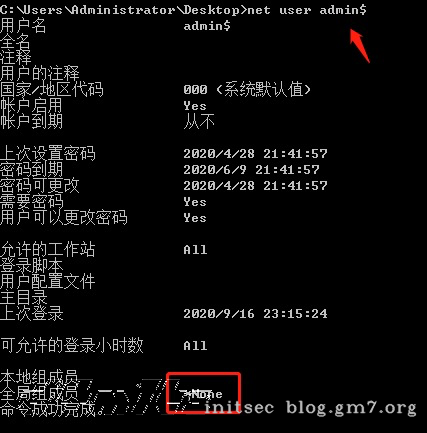 C:\Users\Administrator\Desktop>net user admin$
用户名 admin$
全名
注释
用户的注释
国家/地区代码 000 (系统默认值)
帐户启用 Yes
帐户到期 从不
上次设置密码 2020/4/28 21:41:57
密码到期 2020/6/9 21:41:57
密码可更改 2020/4/28 21:41:57
需要密码 Yes
用户可以更改密码 Yes
允许的工作站 All
登录脚本
用户配置文件
主目录
上次登录 2020/9/16 23:15:24
可允许的登录小时数 All
本地组成员
全局组成员 *None
命令成功完成。
initsec blog.gm7.org